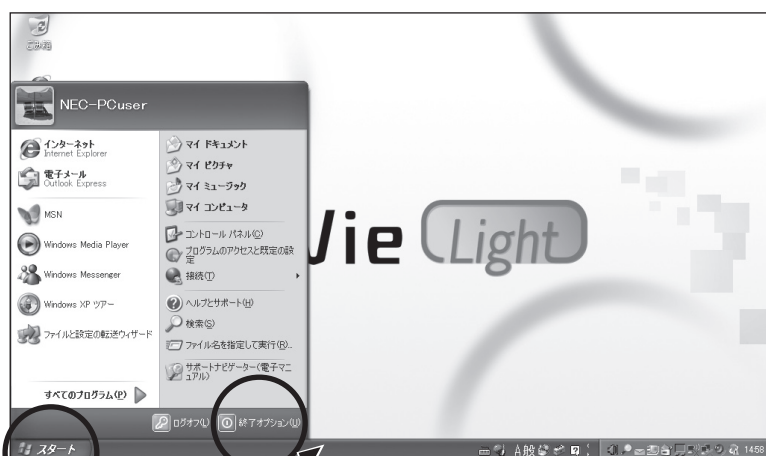 ごみ箱
NEC-PCuser
インターネット
Internet Explorer
電子メール
Outlook Express
MSN
Windows Media Player
Windows Messenger
Windows XP ツアー
ファイルと設定の転送ウィザード
すべてのプログラム(P)
マイ ドキュメント
マイ ピクチャ
マイ ミュージック
マイ コンピュータ
コントロール パネル(C)
プログラムのアクセスと既定の設
定
接続(T)
ヘルプとサポート(H)
検索(S)
ファイル名を指定して実行(R)...
サポートナビゲーター(電子マニ
ュアル)
Vie Light
ログオフ(L)
終了オプション(U)
スタート
A 般
14:58